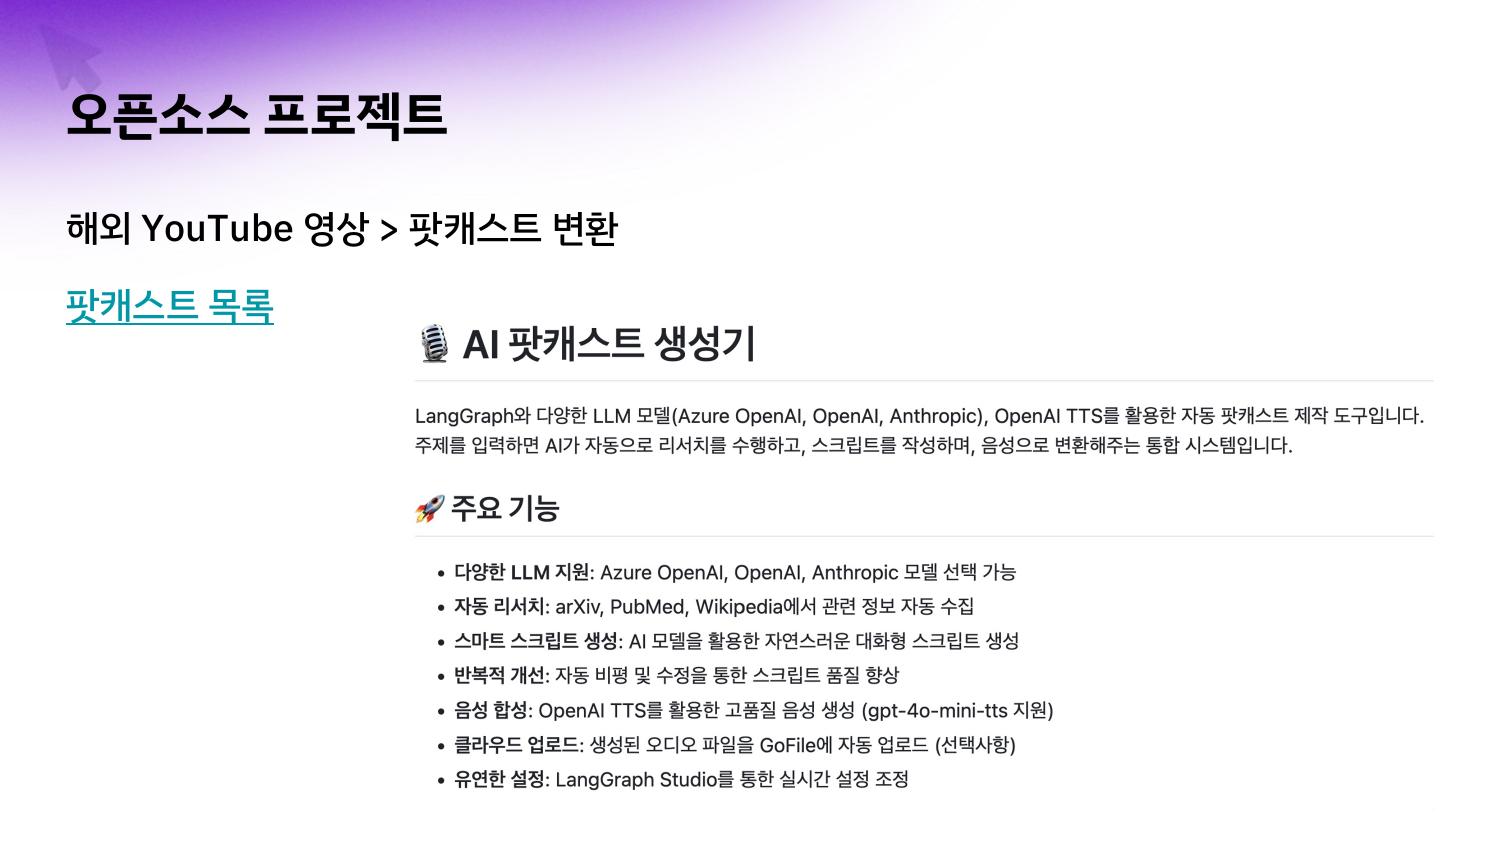 오픈소스 프로젝트
해외 YouTube 영상 > 팟캐스트 변환
팟캐스트 목록
🎙️ AI 팟캐스트 생성기
LangGraph와 다양한 LLM 모델(Azure OpenAI, OpenAI, Anthropic), OpenAI TTS를 활용한 자동 팟캐스트 제작 도구입니다.
주제를 입력하면 AI가 자동으로 리서치를 수행하고, 스크립트를 작성하며, 음성으로 변환해주는 통합 시스템입니다.
🚀 주요 기능
• 다양한 LLM 지원: Azure OpenAI, OpenAI, Anthropic 모델 선택 가능
• 자동 리서치: arXiv, PubMed, Wikipedia에서 관련 정보 자동 수집
• 스마트 스크립트 생성: AI 모델을 활용한 자연스러운 대화형 스크립트 생성
• 반복적 개선: 자동 비평 및 수정을 통한 스크립트 품질 향상
• 음성 합성: OpenAI TTS를 활용한 고품질 음성 생성 (gpt-4o-mini-tts 지원)
• 클라우드 업로드: 생성된 오디오 파일을 GoFile에 자동 업로드 (선택사항)
• 유연한 설정: LangGraph Studio를 통한 실시간 설정 조정